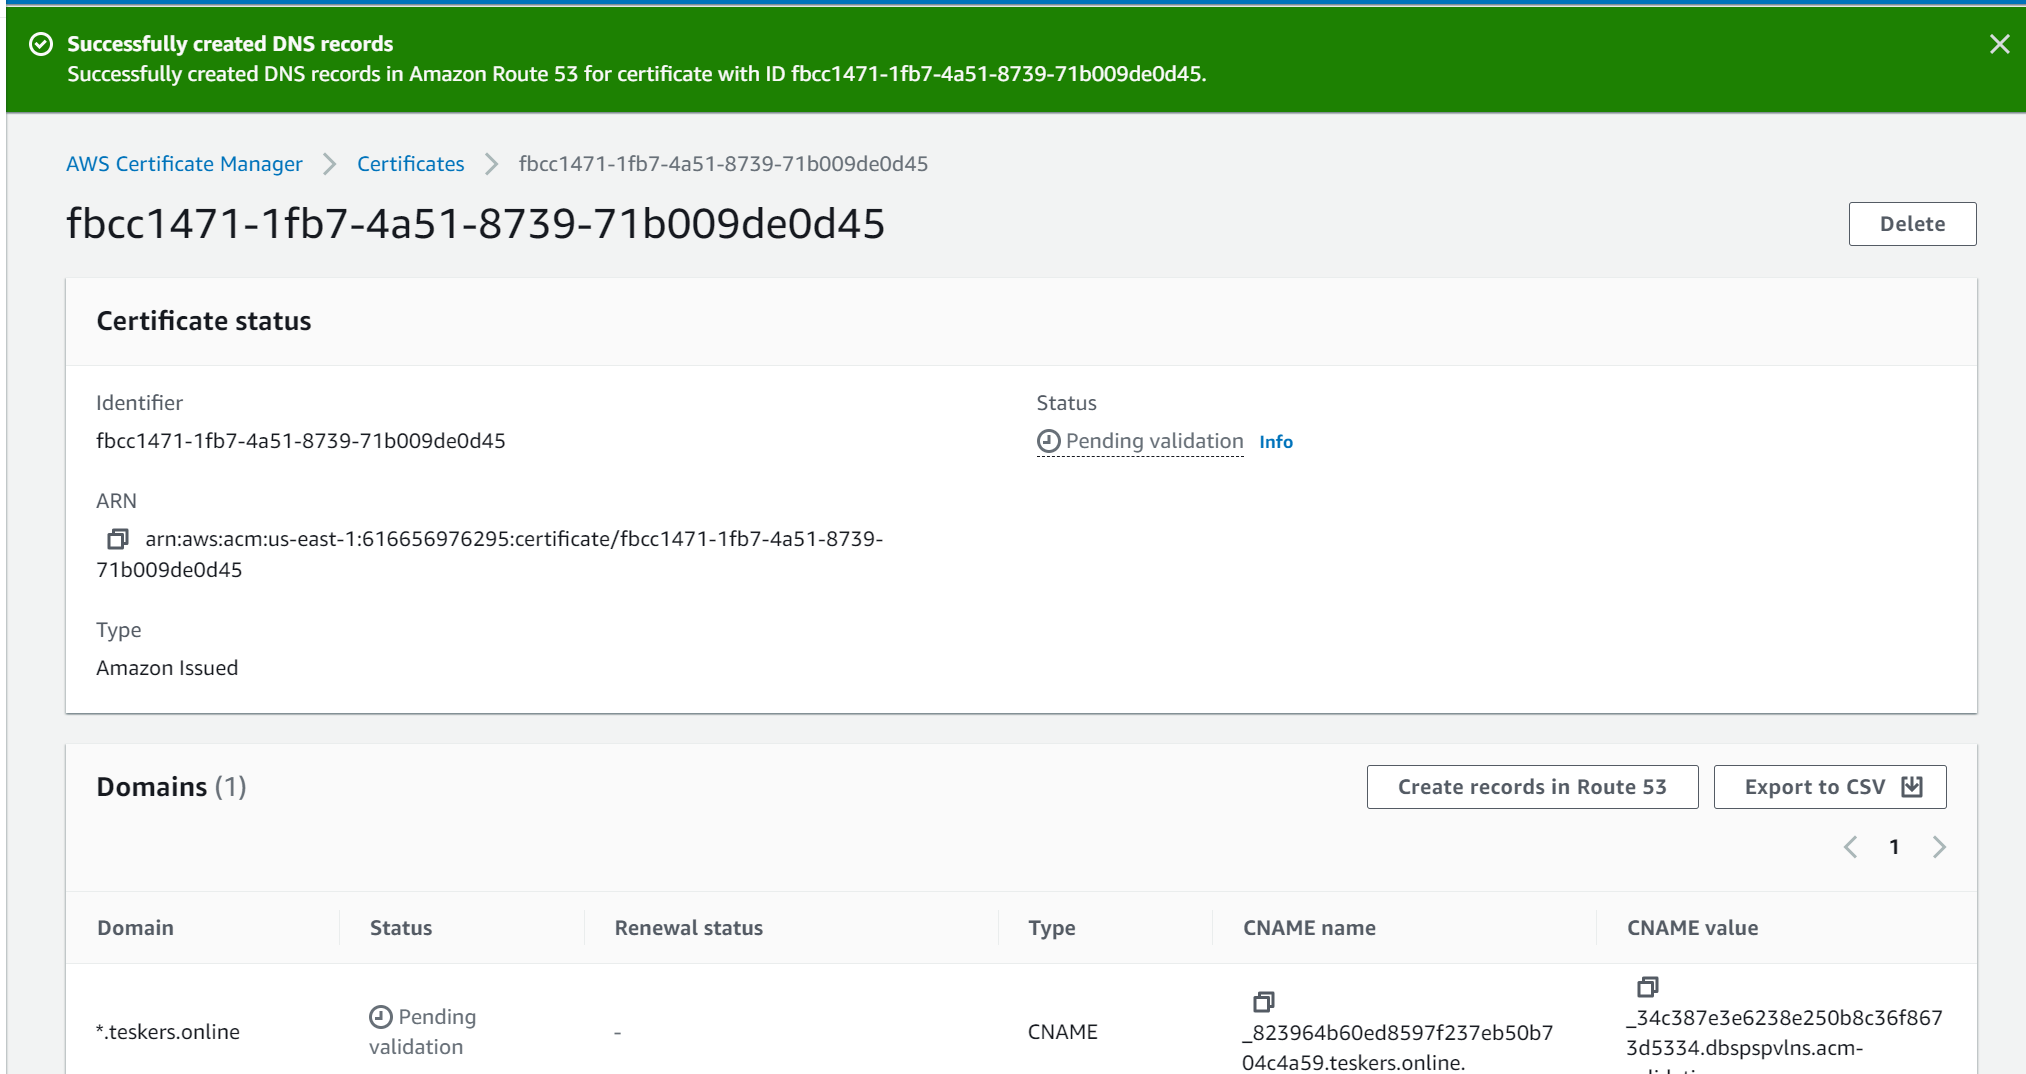 Successfully created DNS records
Successfully created DNS records in Amazon Route 53 for certificate with ID fbcc1471-1fb7-4a51-8739-71b009de0d45.
AWS Certificate Manager > Certificates > fbcc1471-1fb7-4a51-8739-71b009de0d45
fbcc1471-1fb7-4a51-8739-71b009de0d45
Delete
Certificate status
Identifier
fbcc1471-1fb7-4a51-8739-71b009de0d45
Status
Pending validation Info
ARN
arn:aws:acm:us-east-1:616656976295:certificate/fbcc1471-1fb7-4a51-8739-
71b009de0d45
Type
Amazon Issued
Domains (1)
Create records in Route 53
Export to CSV
1
Domain Status Renewal status Type CNAME name CNAME value
*.teskers.online
Pending
validation
-
CNAME
_823964b60ed8597f237eb50b7
04c4a59.teskers.online.
_34c387e3e6238e250b8c36f867
3d5334.dbspspvlns.acm-